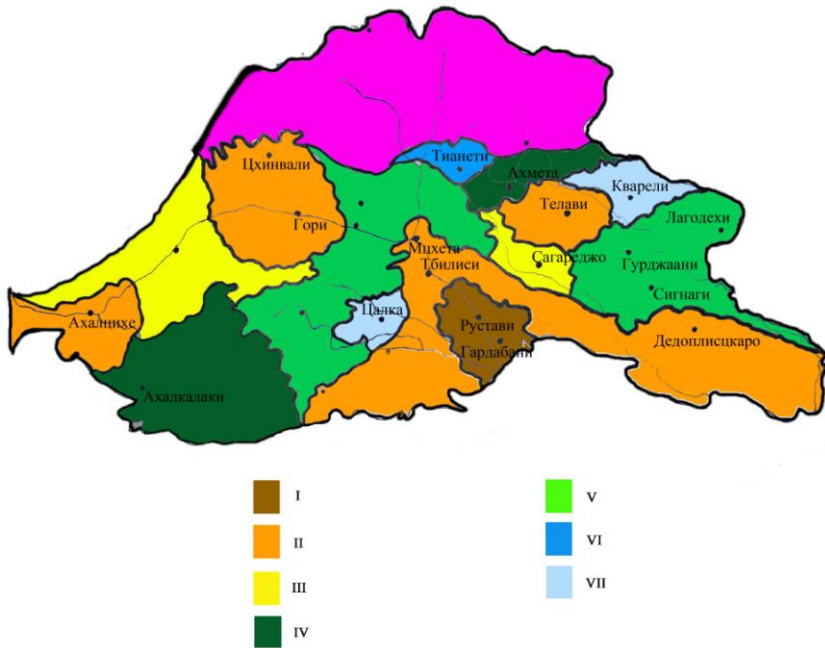 Цхинвали
Тианети
Ахмета
Кварели
Телави
Лагодехи
Гори
Мцхета
Тбилиси
Сагареджо
Гурджаани
Сигнаги
Ахалцихе
Цалка
Рустави
Гардабани
Дедоплисцкаро
Ахалкалаки
I
II
III
IV
V
VI
VII